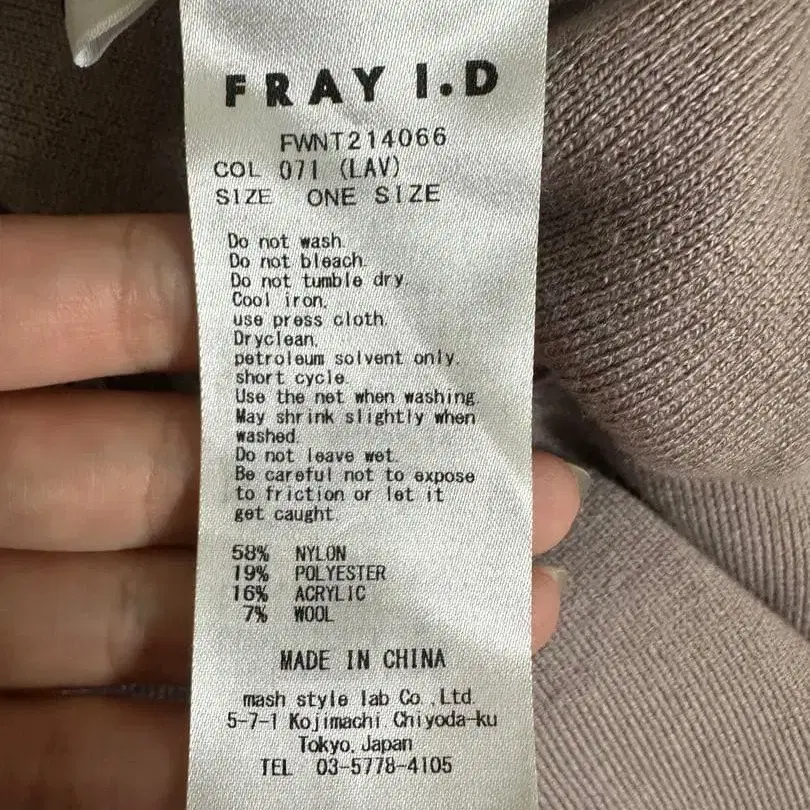 FRAY I.D
FWNT214066
COL 071 (LAV)
SIZE ONE SIZE
Do not wash.
Do not bleach.
Do not tumble dry.
Cool iron.
use press cloth.
Dryclean.
petroleum solvent only.
short cycle.
Use the net when washing.
May shrink slightly when
washed.
Do not leave wet.
Be careful not to expose
to friction or let it
get caught.
58% NYLON
19% POLYESTER
16% ACRYLIC
7% WOOL
MADE IN CHINA
mash style lab Co.,Ltd.
5-7-1 Kojimachi Chiyoda-ku
Tokyo, Japan
TEL 03-5778-4105